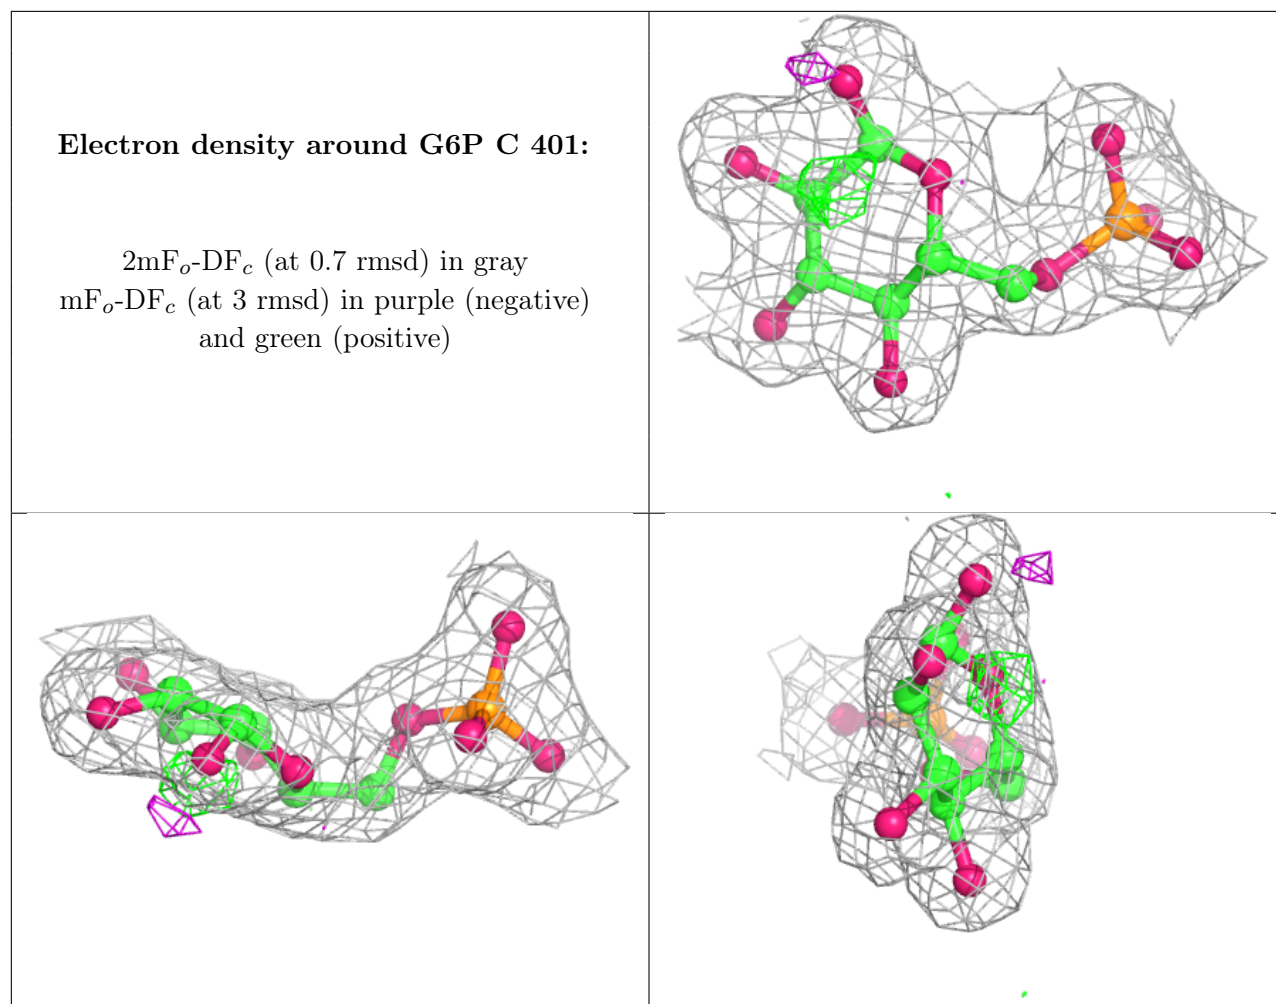 Electron density around G6P C 401:
2mFₒ-DF𝒸 (at 0.7 rmsd) in gray
mFₒ-DF𝒸 (at 3 rmsd) in purple (negative)
and green (positive)